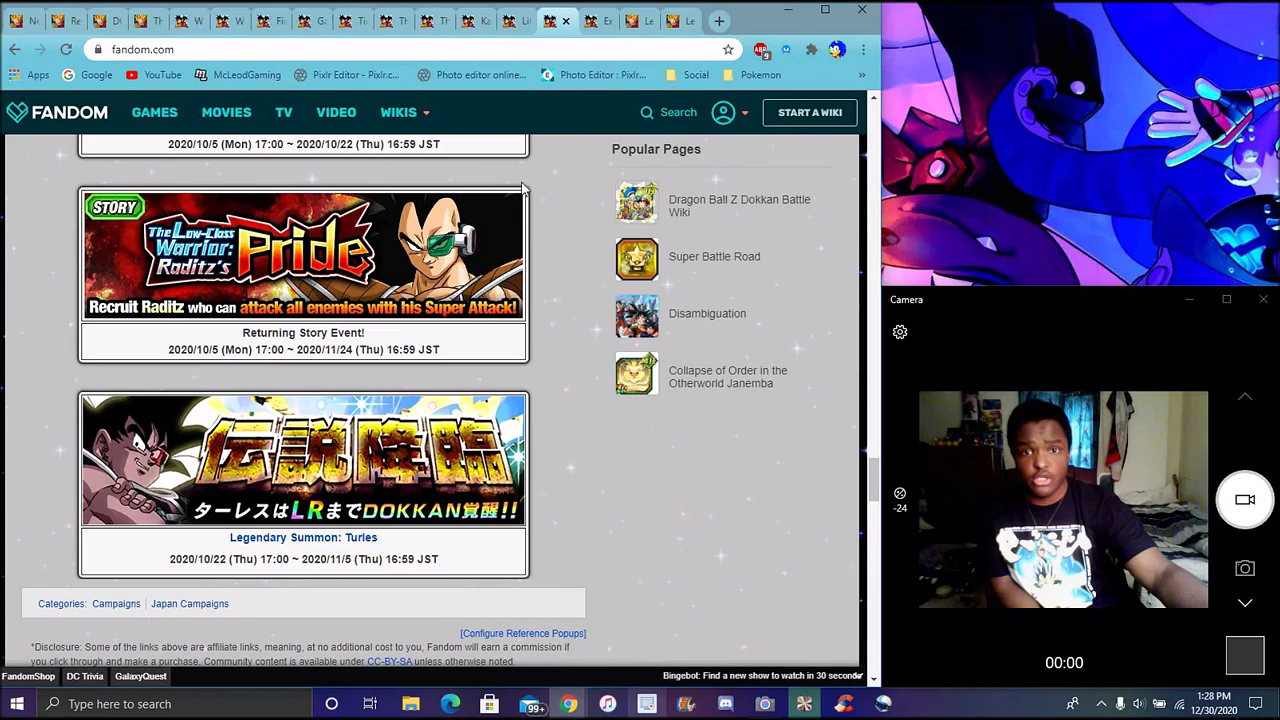 fandom.com
Apps
Google
YouTube
McLeodGaming
Pixlr Editor - Pixlr.c...
Photo editor online...
Photo Editor : Pixlr...
Social
Pokemon
»
FANDOM
GAMES
MOVIES
TV
VIDEO
WIKIS
Search
START A WIKI
2020/10/5 (Mon) 17:00 ~ 2020/10/22 (Thu) 16:59 JST
STORY
The Low-Class
Warrior:
Raditz's
Pride
Recruit Raditz who can attack all enemies with his Super Attack!
Returning Story Event!
2020/10/5 (Mon) 17:00 ~ 2020/11/24 (Thu) 16:59 JST
伝説降臨
ターレスはLRまでDOKKAN覚醒!!
Legendary Summon: Turles
2020/10/22 (Thu) 17:00 ~ 2020/11/5 (Thu) 16:59 JST
Categories: Campaigns | Japan Campaigns
[Configure Reference Popups]
*Disclosure: Some of the links above are affiliate links, meaning, at no additional cost to you, Fandom will earn a commission if
you click through and make a purchase. Community content is available under CC-BY-SA unless otherwise noted.
Popular Pages
Dragon Ball Z Dokkan Battle
Wiki
Super Battle Road
Disambiguation
Collapse of Order in the
Otherworld Janemba
FandomShop
DC Trivia
GalaxyQuest
Bingebot: Find a new show to watch in 30 seconds
Camera
-24
00:00
Type here to search
99+
1:28 PM
12/30/2020